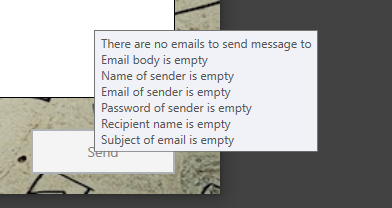 There are no emails to send message to
Email body is empty
Name of sender is empty
Email of sender is empty
Password of sender is empty
Recipient name is empty
Subject of email is empty
Send